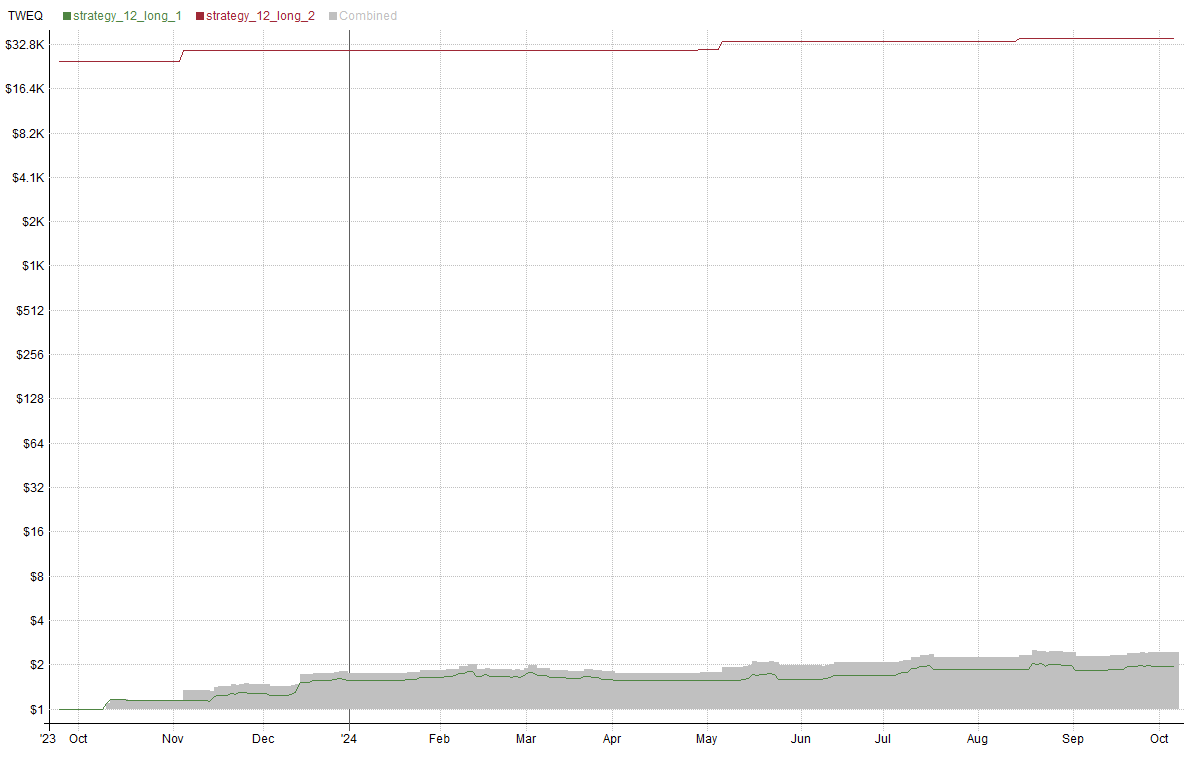 TWEQ strategy_12_long_1 strategy_12_long_2 Combined
$32.8K
$16.4K
$8.2K
$4.1K
$2K
$1K
$512
$256
$128
$64
$32
$16
$8
$4
$2
$1
'23 Oct Nov Dec '24 Feb Mar Apr May Jun Jul Aug Sep Oct